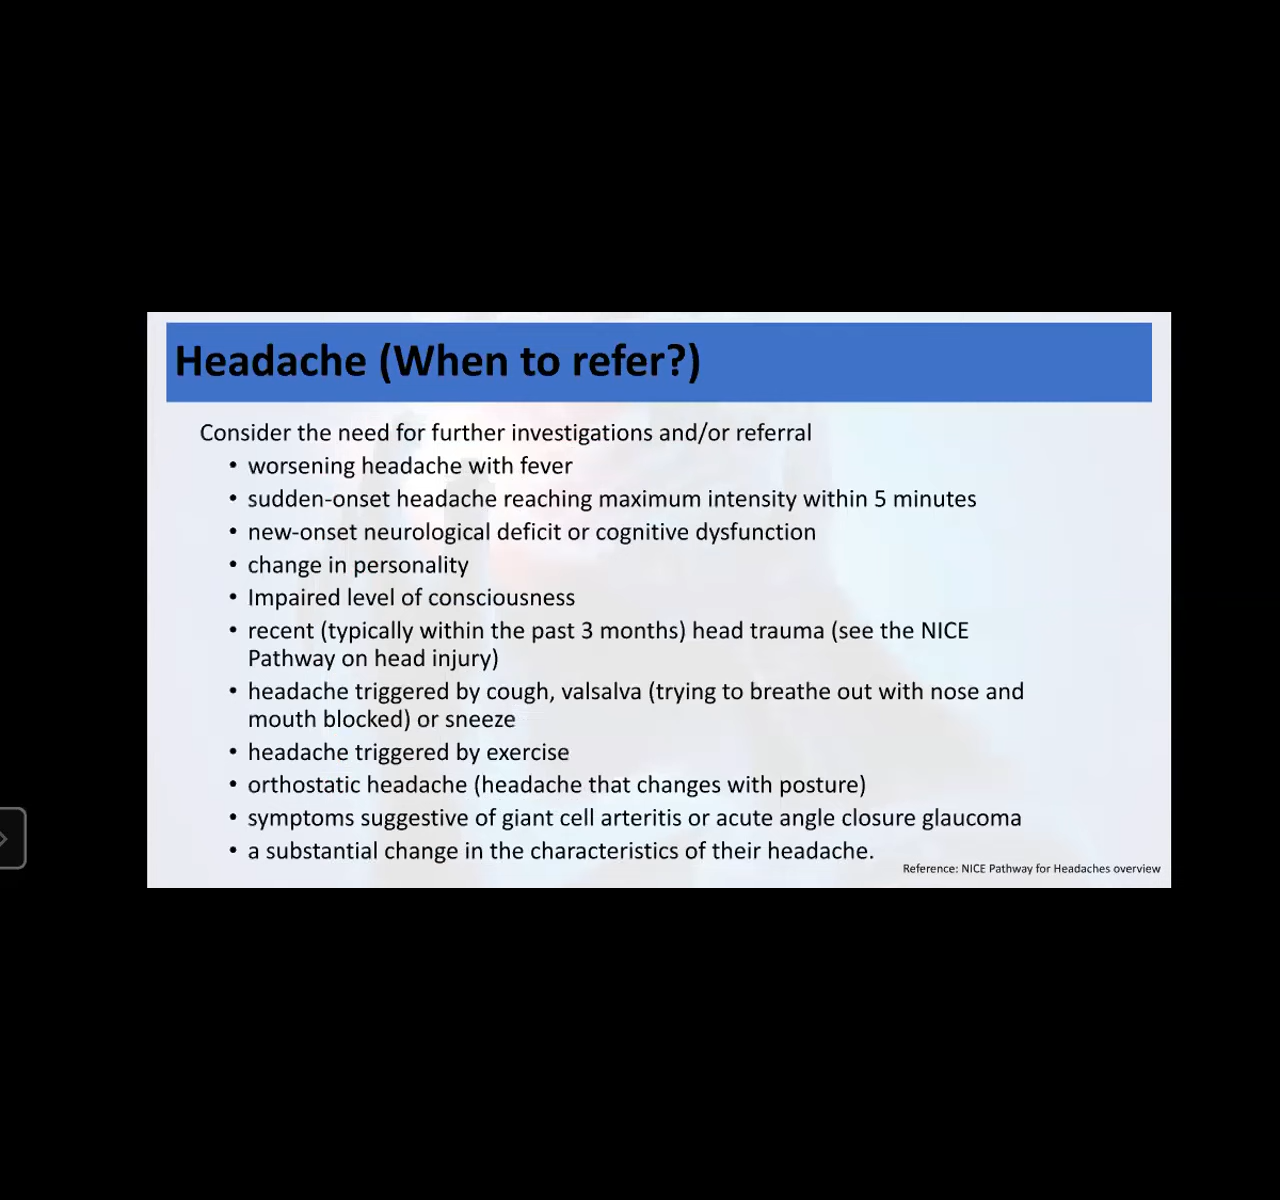 Headache (When to refer?)
Consider the need for further investigations and/or referral
• worsening headache with fever
• sudden-onset headache reaching maximum intensity within 5 minutes
• new-onset neurological deficit or cognitive dysfunction
• change in personality
• Impaired level of consciousness
• recent (typically within the past 3 months) head trauma (see the NICE
Pathway on head injury)
• headache triggered by cough, valsalva (trying to breathe out with nose and
mouth blocked) or sneeze
• headache triggered by exercise
• orthostatic headache (headache that changes with posture)
• symptoms suggestive of giant cell arteritis or acute angle closure glaucoma
• a substantial change in the characteristics of their headache.
Reference: NICE Pathway for Headaches overview